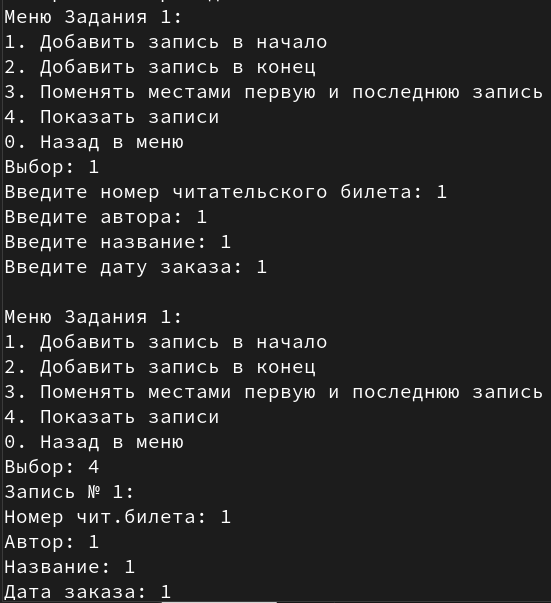 Меню Задания 1:
1. Добавить запись в начало
2. Добавить запись в конец
3. Поменять местами первую и последнюю запись
4. Показать записи
0. Назад в меню
Выбор: 1
Введите номер читательского билета: 1
Введите автора: 1
Введите название: 1
Введите дату заказа: 1

Меню Задания 1:
1. Добавить запись в начало
2. Добавить запись в конец
3. Поменять местами первую и последнюю запись
4. Показать записи
0. Назад в меню
Выбор: 4
Запись № 1:
Номер чит.билета: 1
Автор: 1
Название: 1
Дата заказа: 1